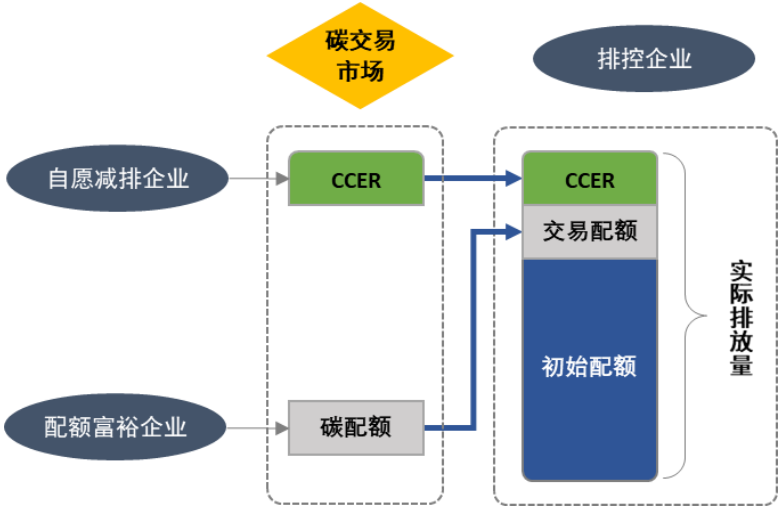 碳交易
市场
排控企业
自愿减排企业
CCER
CCER
交易配额
实际排放量
初始配额
配额富裕企业
碳配额